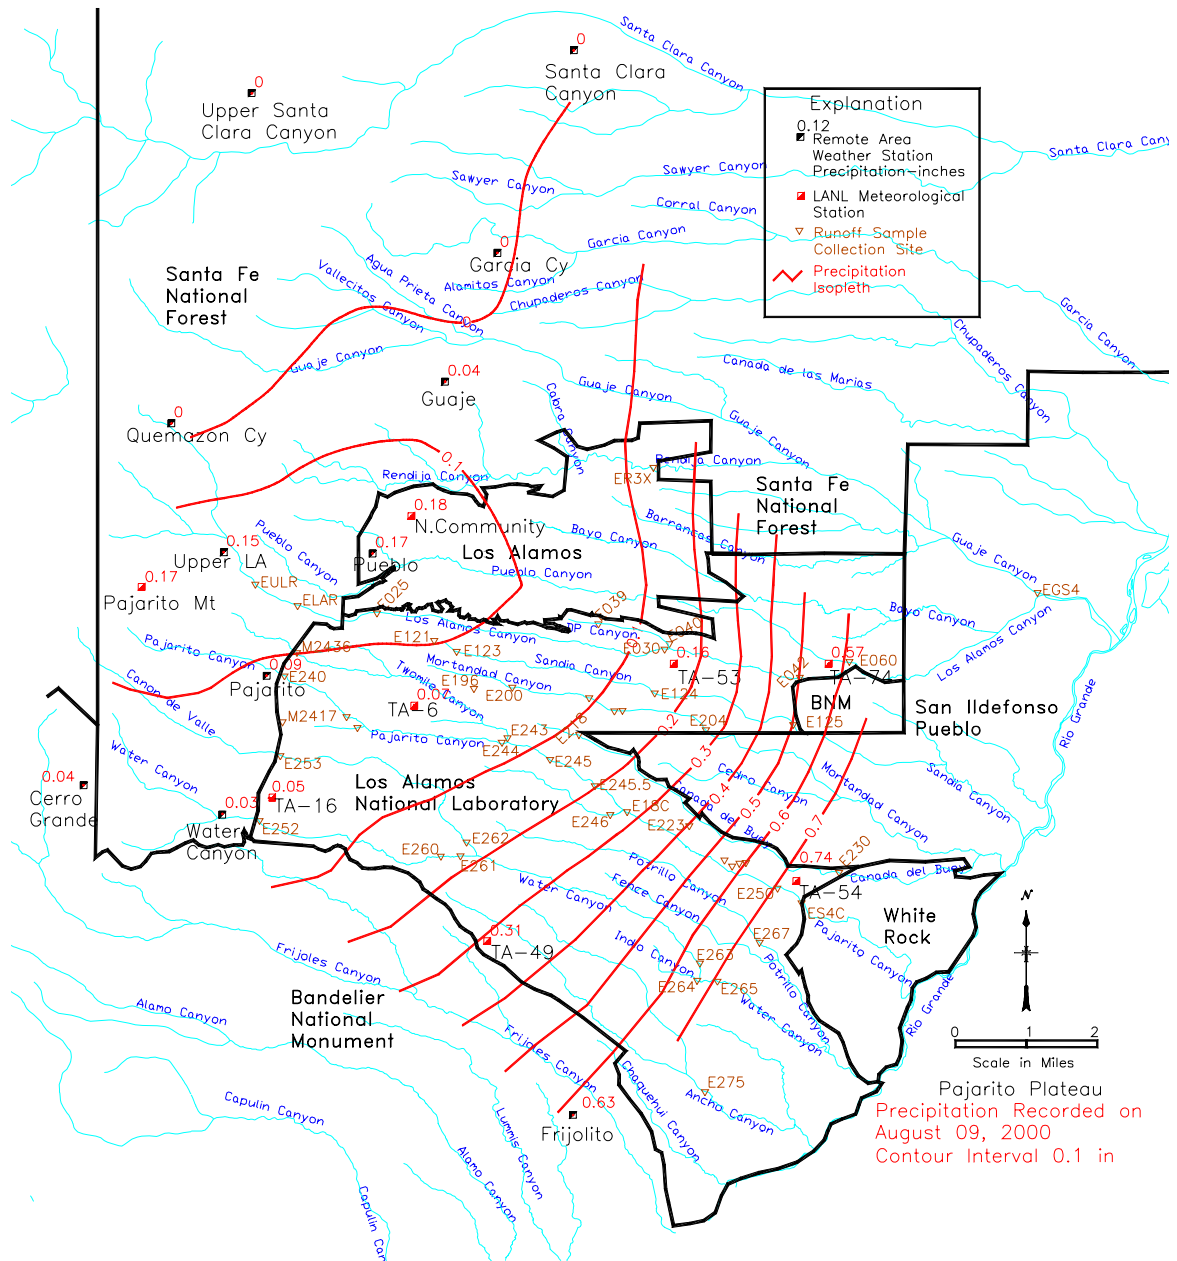 Santa Clara Canyon
0
Santa Clara
Canyon
0
Upper Santa
Clara Canyon
Explanation
0.12
Remote Area
Weather Station
Precipitation-inches
LANL Meteorological
Station
Runoff Sample
Collection Site
Precipitation
Isopleth
Santa Clara Cany
Sawyer Canyon
Sawyer Canyon
Corral Canyon
Garcia Canyon
0
Garcia Cy
Agua Prieta Canyon
Vallecitos Canyon
Alamitos Canyon
Chupaderos Canyon
Santa Fe
National
Forest
0
Garcia Canyon
Chupaderos Canyon
Guaje Canyon
Canada de las Marias
0.04
Guaje
Guaje Canyon
Cabra Canyon
Guaje Canyon
0
Quemazon Cy
0.1
Rendija Canyon
Rendija Canyon
ER3X
Santa Fe
National
Forest
0.18
N.Community
Barrancas Canyon
Bayo Canyon
Pueblo Canyon
0.15
Upper LA
0.17
Pueblo
Los Alamos
Pueblo Canyon
Guaje Canyon
0.17
Pajarito Mt
EULR
ELAR
E025
E039
EGS4
Bayo Canyon
Los Alamos Canyon
Los Alamos Canyon
DP Canyon
E040
E121
E123
E030
Pajarito Canyon
M2436
Sandia Canyon
0.16
TA-53
0.57
TA-74
E060
E042
0.09
Pajarito
E240
Twomile Canyon
Mortandad Canyon
E196
E200
E124
BNM
San Ildefonso
Pueblo
Rio Grande
Canon de Valle
TA-6
M2417
0.2
E204
E125
Pajarito Canyon
E243
E244
E245
Water Canyon
E253
0.3
Cedro Canyon
Mortandad Canyon
Sandia Canyon
0.04
Cerro
Grande
0.05
TA-16
Los Alamos
National Laboratory
E245.5
0.4
0.5
0.6
0.7
Canada del Buey
0.03
Water
Canyon
E252
E246
E18C
E223
E262
E260
E261
Potrillo Canyon
Fence Canyon
Water Canyon
0.74
TA-54
E230
Canada del Buey
E250
ES4C
White
Rock
0.31
TA-49
Indio Canyon
E267
Pajarito Canyon
Potrillo Canyon
Frijoles Canyon
E263
E264
E265
Water Canyon
Rio Grande
N
Bandelier
National
Monument
Alamo Canyon
0 1 2
Scale in Miles
Frijoles Canyon
Chaquehui Canyon
E275
Ancho Canyon
Capulin Canyon
0.63
Frijolito
Lummis Canyon
Alamo Canyon
Capulin Can
Pajarito Plateau
Precipitation Recorded on
August 09, 2000
Contour Interval 0.1 in